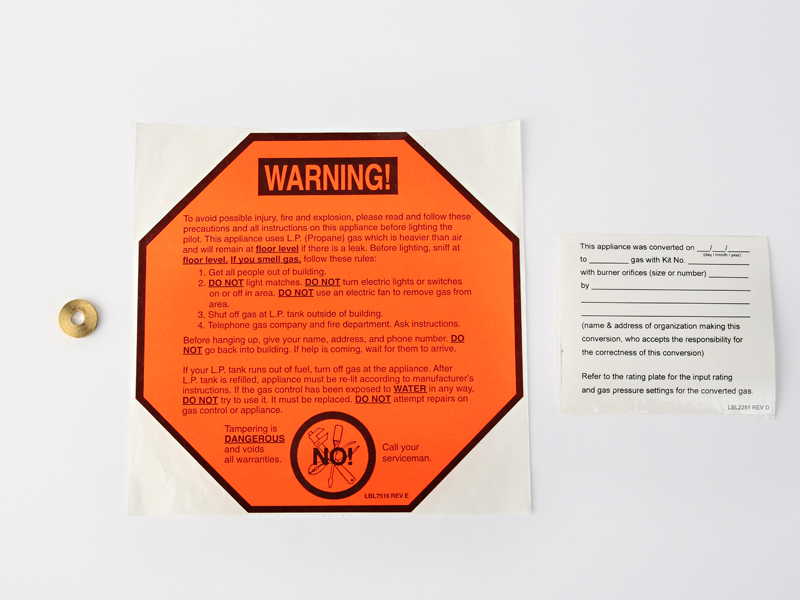 WARNING!
To avoid possible injury, fire and explosion, please read and follow these
precautions and all instructions on this appliance before lighting the
pilot. This appliance uses L.P. (Propane) gas which is heavier than air
and will remain at floor level if there is a leak. Before lighting, sniff at
floor level. If you smell gas, follow these rules:
1. Get all people out of building.
2. DO NOT light matches. DO NOT turn electric lights or switches
on or off in area. DO NOT use an electric fan to remove gas from
area.
3. Shut off gas at L.P. tank outside of building.
4. Telephone gas company and fire department. Ask instructions.
Before hanging up, give your name, address, and phone number. DO
NOT go back into building. If help is coming, wait for them to arrive.
If your L.P. tank runs out of fuel, turn off gas at the appliance. After
L.P. tank is refilled, appliance must be re-lit according to manufacturer's
instructions. If the gas control has been exposed to WATER in any way,
DO NOT try to use it. It must be replaced. DO NOT attempt repairs on
gas control or appliance.
Tampering is
DANGEROUS
and voids
all warranties.
NO!
Call your
serviceman.
LBL7516 REV E
This appliance was converted on ___/___/_____
(day / month / year)
to _________ gas with Kit No. ______________
with burner orifices (size or number) _________
by ____________________________________
(name & address of organization making this
conversion, who accepts the responsibility for
the correctness of this conversion)
Refer to the rating plate for the input rating
and gas pressure settings for the converted gas.
LBL2251 REV D